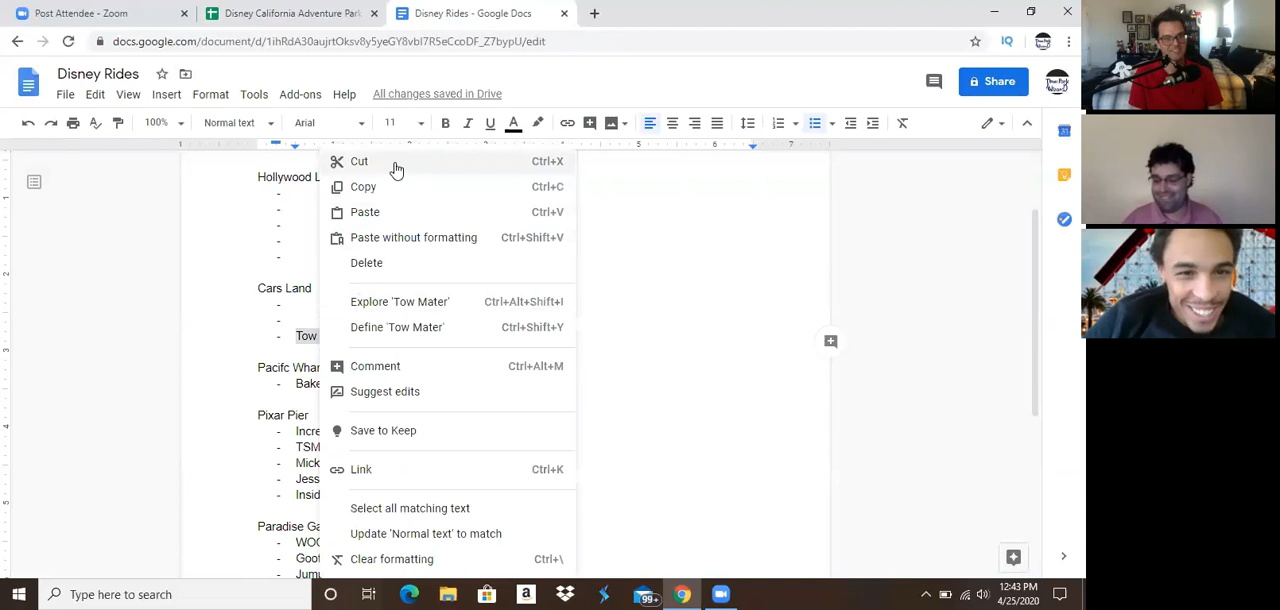 Post Attendee - Zoom
Disney California Adventure Park
Disney Rides - Google Docs
docs.google.com/document/d/1ihRdA30aujrtOksv8y5yeGY8vbI7R5eCcoDF_Z7bypU/edit
Disney Rides
File Edit View Insert Format Tools Add-ons Help All changes saved in Drive
Share
100% Normal text Arial 11
Hollywood L
Cars Land
- Tow
Pacifc Whar
- Bake
Pixar Pier
- Incre
- TSM
- Mick
- Jess
- Insid
Paradise Ga
- WOC
- Goof
- Jum
Cut Ctrl+X
Copy Ctrl+C
Paste Ctrl+V
Paste without formatting Ctrl+Shift+V
Delete
Explore 'Tow Mater' Ctrl+Alt+Shift+I
Define 'Tow Mater' Ctrl+Shift+Y
Comment Ctrl+Alt+M
Suggest edits
Save to Keep
Link Ctrl+K
Select all matching text
Update 'Normal text' to match
Clear formatting Ctrl+\
Type here to search
99+
12:43 PM
4/25/2020